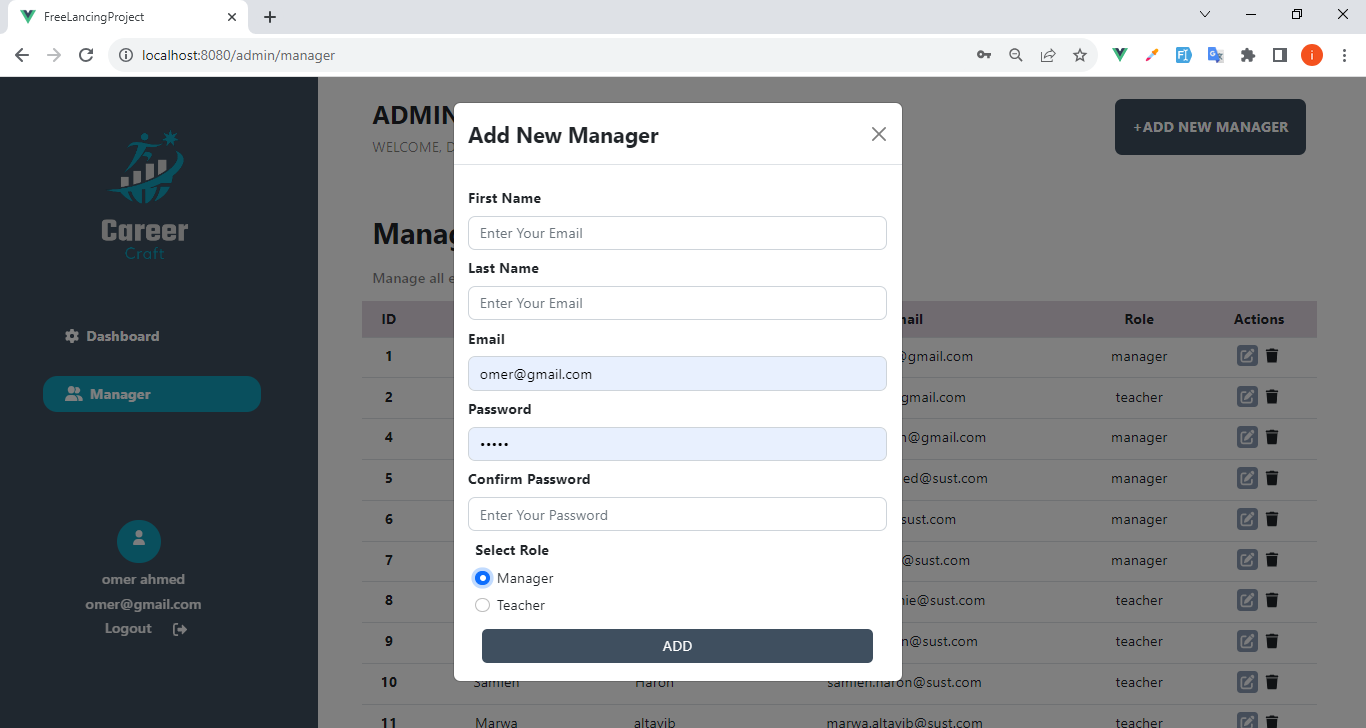 FreeLancingProject
localhost:8080/admin/manager
i
Career
Craft
Dashboard
Manager
omer ahmed
omer@gmail.com
Logout
ADMIN
WELCOME,
+ADD NEW MANAGER
Manage all
Add New Manager
First Name
Enter Your Email
Last Name
Enter Your Email
Email
omer@gmail.com
Password
•••••
Confirm Password
Enter Your Password
Select Role
Manager
Teacher
ADD
ID Role Actions
1 @gmail.com manager
2 gmail.com teacher
4 n@gmail.com manager
5 ed@sust.com manager
6 sust.com manager
7 @sust.com manager
8 nie@sust.com teacher
9 n@sust.com teacher
10 Samien Haron samien.haron@sust.com teacher
11 Marwa altayib marwa.altayib@sust.com teacher